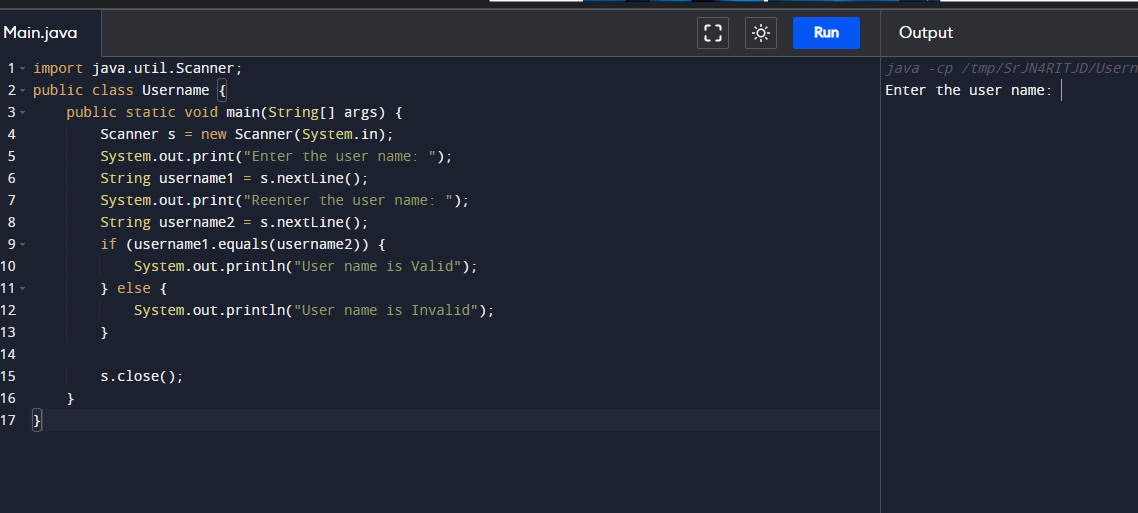 Main.java
Run
Output
1 import java.util.Scanner;
2 public class Username {
3 public static void main(String[] args) {
4 Scanner s = new Scanner(System.in);
5 System.out.print("Enter the user name: ");
6 String username1 = s.nextLine();
7 System.out.print("Reenter the user name: ");
8 String username2 = s.nextLine();
9 if (username1.equals(username2)) {
10 System.out.println("User name is Valid");
11 } else {
12 System.out.println("User name is Invalid");
13 }
14
15 s.close();
16 }
17 }
java -cp /tmp/SrJN4RITJD/Usern
Enter the user name: